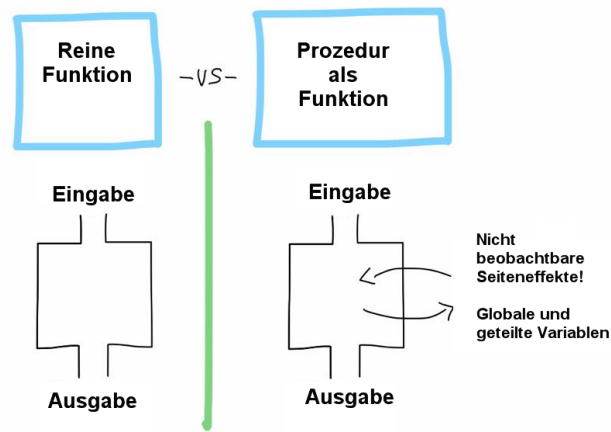 Reine
Funktion
-VS-
Prozedur
als
Funktion
Eingabe
Ausgabe
Eingabe
Nicht
beobachtbare
Seiteneffekte!
Globale und
geteilte Variablen
Ausgabe